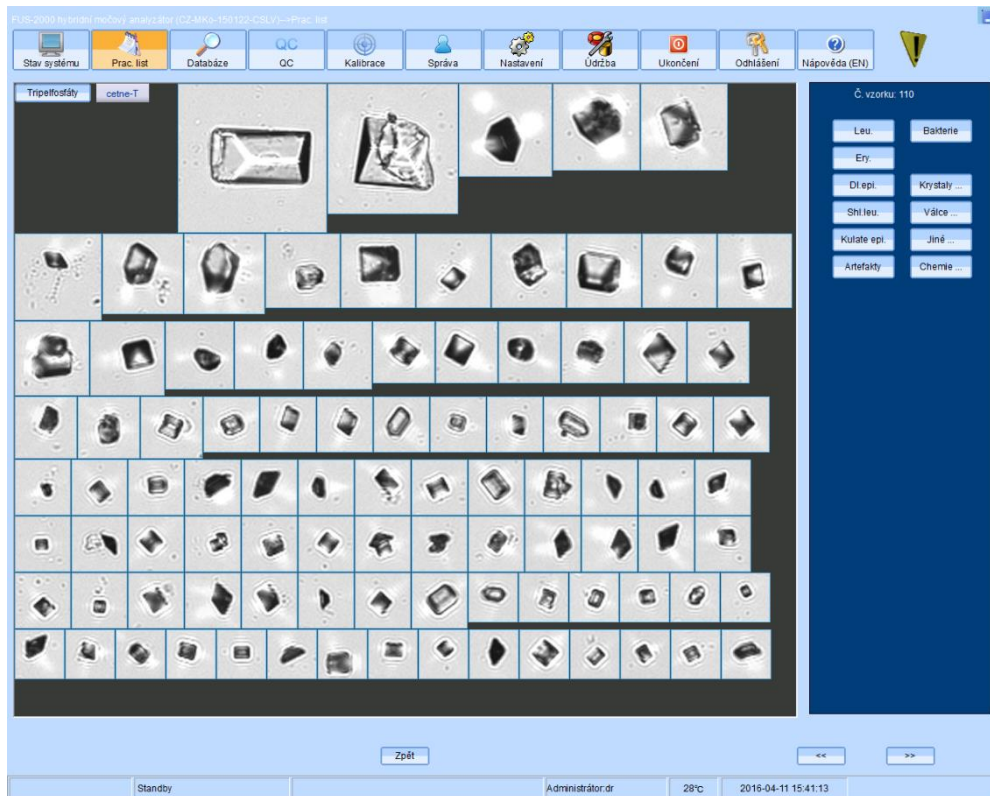 FUS-2000 hybridní močový analyzátor (CZ-MKo-150122-CSLV)-->Prac. list
Stav systému Prac. list Databáze QC Kalibrace Správa Nastavení Údržba Ukončení Odhlášení Nápověda (EN)
QC
Tripelfosfáty cetne-T
Č. vzorku: 110
Leu. Bakterie
Ery.
Dl.epi. Krystaly ...
Shl.leu. Válce ...
Kulate epi. Jiné ...
Artefakty Chemie ...
Zpět << >>
Standby Administrátor:dr 28°C 2016-04-11 15:41:13